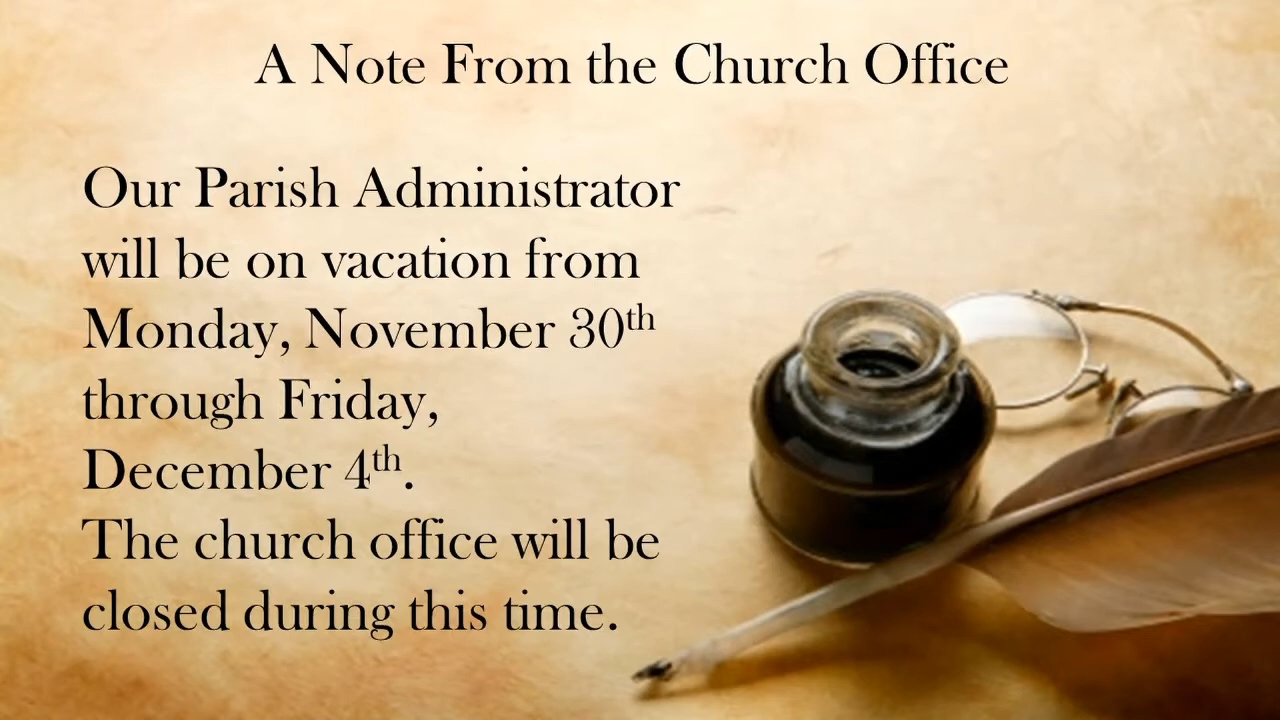 A Note From the Church Office
Our Parish Administrator
will be on vacation from
Monday, November 30th
through Friday,
December 4th.
The church office will be
closed during this time.